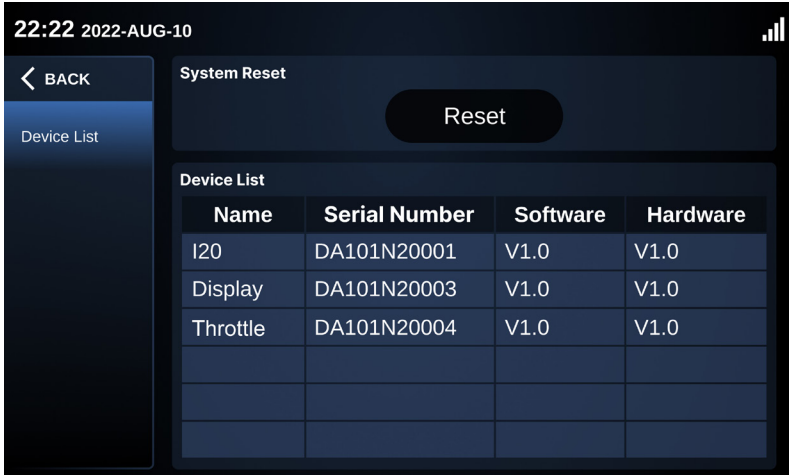 22:22 2022-AUG-10
BACK
Device List
System Reset
Reset
Device List
Name Serial Number Software Hardware
I20 DA101N20001 V1.0 V1.0
Display DA101N20003 V1.0 V1.0
Throttle DA101N20004 V1.0 V1.0